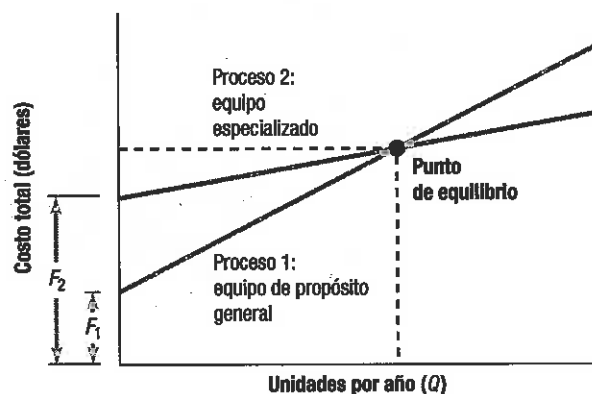 Proceso 2:
equipo
especializado
Costo total (dólares)
Punto
de equilibrio
F2
Proceso 1:
equipo de propósito
general
F1
Unidades por año (Q)